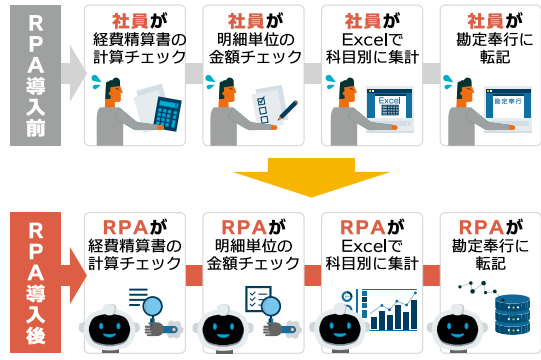 RPA導入前
社員が
経費精算書の
計算チェック
社員が
明細単位の
金額チェック
社員が
Excelで
科目別に集計
Excel
社員が
勘定奉行に
転記
勘定奉行
RPA導入後
RPAが
経費精算書の
計算チェック
RPAが
明細単位の
金額チェック
RPAが
Excelで
科目別に集計
RPAが
勘定奉行に
転記